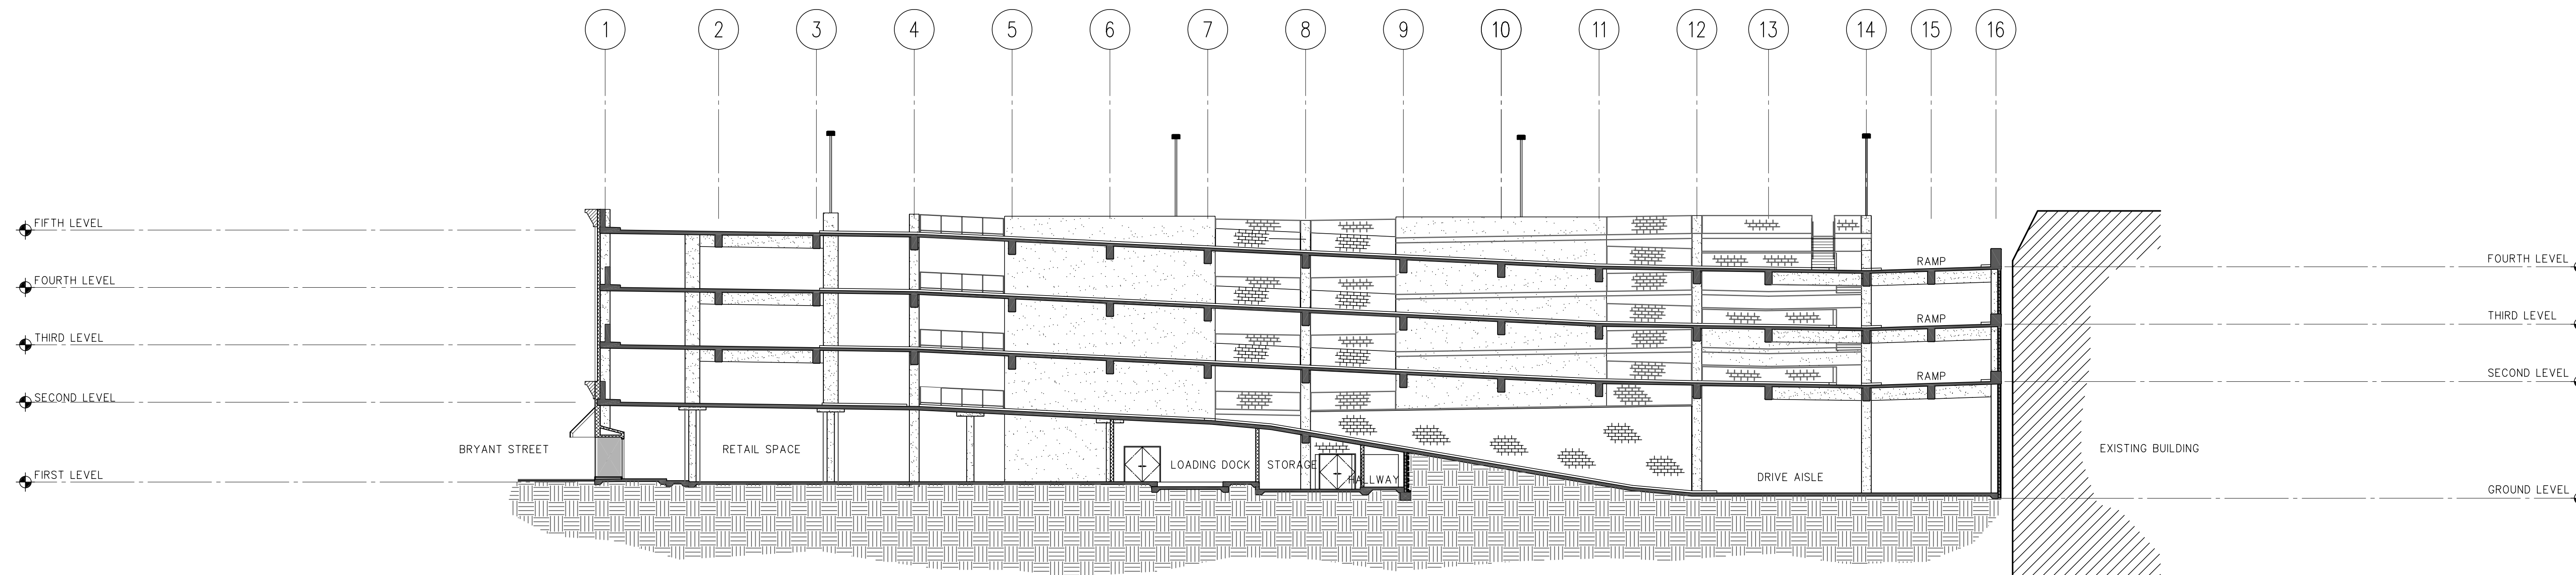 1 2 3 4 5 6 7 8 9 10 11 12 13 14 15 16
FIFTH LEVEL
FOURTH LEVEL
THIRD LEVEL
SECOND LEVEL
FIRST LEVEL
BRYANT STREET
RETAIL SPACE
LOADING DOCK
STORAGE
HALLWAY
DRIVE AISLE
RAMP
RAMP
RAMP
EXISTING BUILDING
FOURTH LEVEL
THIRD LEVEL
SECOND LEVEL
GROUND LEVEL